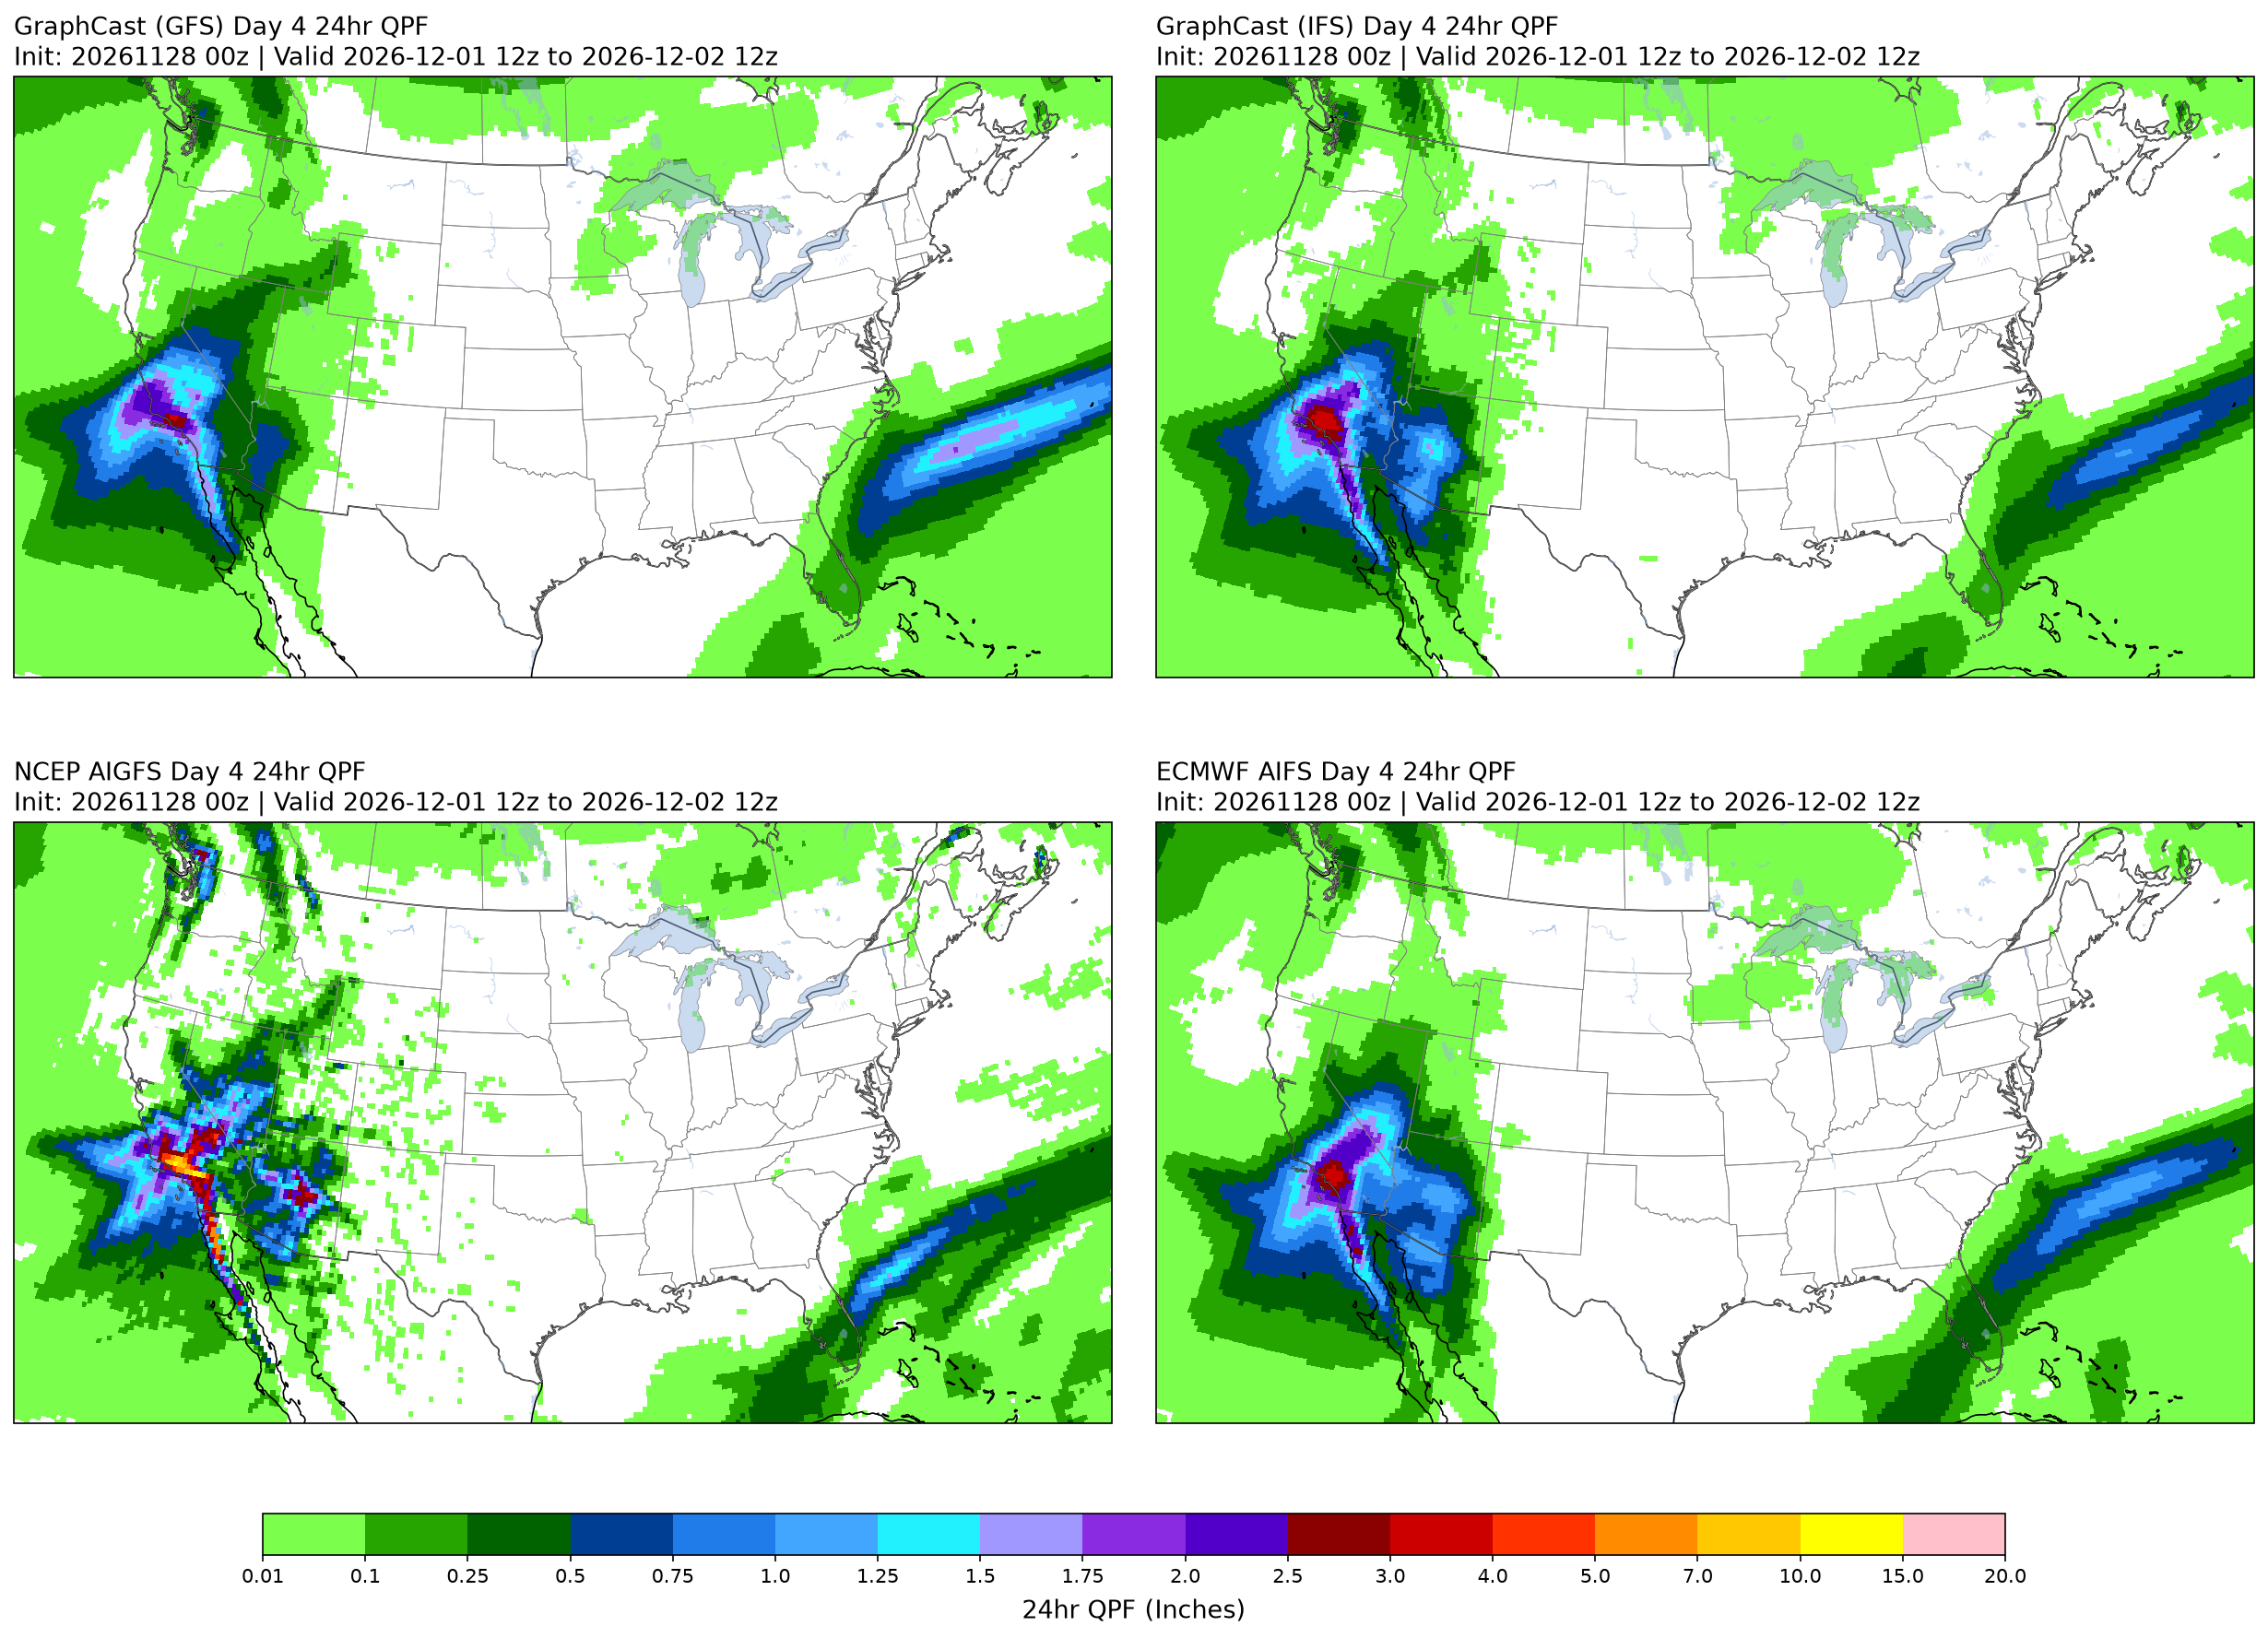 GraphCast (GFS) Day 4 24hr QPF
Init: 20261128 00z | Valid 2026-12-01 12z to 2026-12-02 12z
GraphCast (IFS) Day 4 24hr QPF
Init: 20261128 00z | Valid 2026-12-01 12z to 2026-12-02 12z
NCEP AIGFS Day 4 24hr QPF
Init: 20261128 00z | Valid 2026-12-01 12z to 2026-12-02 12z
ECMWF AIFS Day 4 24hr QPF
Init: 20261128 00z | Valid 2026-12-01 12z to 2026-12-02 12z
0.01 0.1 0.25 0.5 0.75 1.0 1.25 1.5 1.75 2.0 2.5 3.0 4.0 5.0 7.0 10.0 15.0 20.0
24hr QPF (Inches)